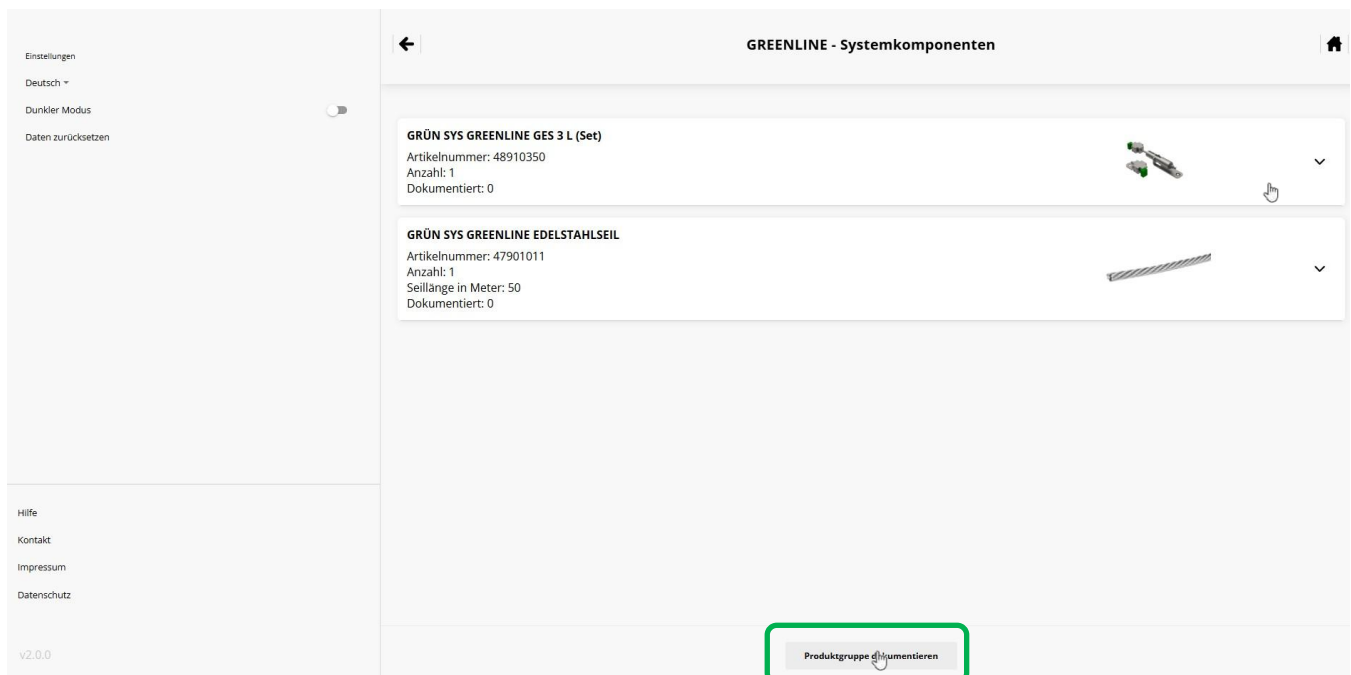 Einstellungen
Deutsch
Dunkler Modus
Daten zurücksetzen
Hilfe
Kontakt
Impressum
Datenschutz
v2.0.0
GREENLINE - Systemkomponenten
GRÜN SYS GREENLINE GES 3 L (Set)
Artikelnummer: 48910350
Anzahl: 1
Dokumentiert: 0
GRÜN SYS GREENLINE EDELSTAHLSEIL
Artikelnummer: 47901011
Anzahl: 1
Seillänge in Meter: 50
Dokumentiert: 0
Produktgruppe dokumentieren